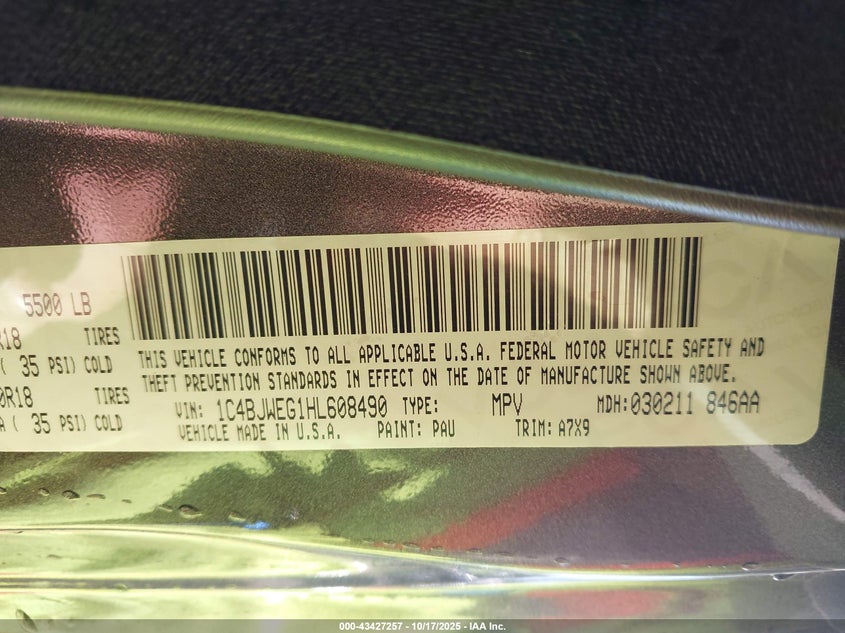 5500 LB
R18 TIRES
( 35 PSI) COLD
0R18 TIRES
A ( 35 PSI) COLD
THIS VEHICLE CONFORMS TO ALL APPLICABLE U.S.A. FEDERAL MOTOR VEHICLE SAFETY AND
THEFT PREVENTION STANDARDS IN EFFECT ON THE DATE OF MANUFACTURE SHOWN ABOVE.
VIN: 1C4BJWEG1HL608490 TYPE: MPV MDH:030211 846AA
VEHICLE MADE IN U.S.A. PAINT: PAU TRIM: A7X9
000-43427257 - 10/17/2025 - IAA Inc.